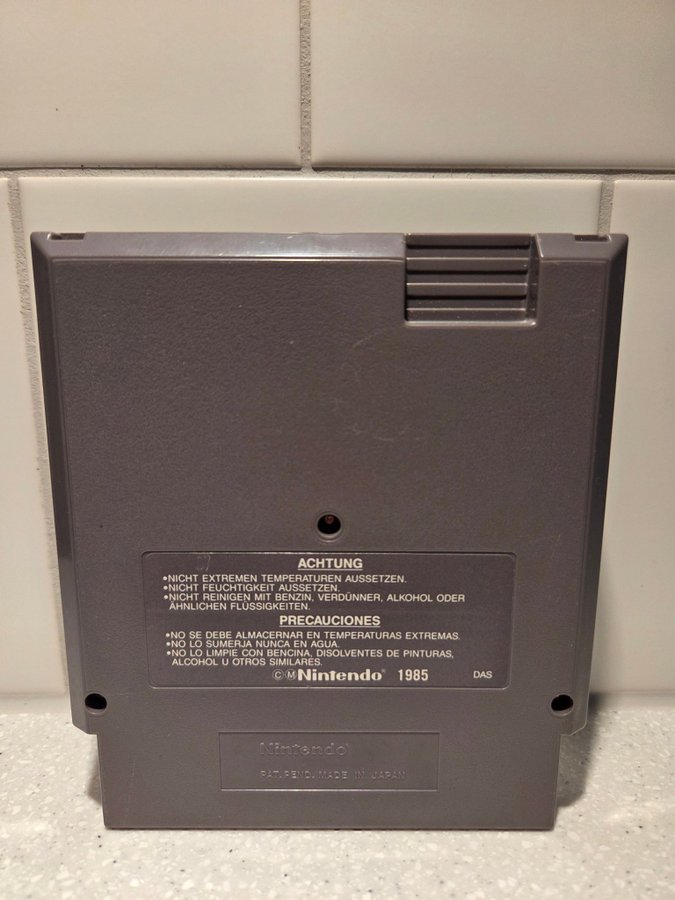 ACHTUNG
•NICHT EXTREMEN TEMPERATUREN AUSSETZEN.
•NICHT FEUCHTIGKEIT AUSSETZEN.
•NICHT REINIGEN MIT BENZIN, VERDÜNNER, ALKOHOL ODER
ÄHNLICHEN FLÜSSIGKEITEN.
PRECAUCIONES
•NO SE DEBE ALMACERNAR EN TEMPERATURAS EXTREMAS.
•NO LO SUMERJA NUNCA EN AGUA.
•NO LO LIMPIE CON BENCINA, DISOLVENTES DE PINTURAS,
ALCOHOL U OTROS SIMILARES.
ⒸⓂNintendo® 1985 DAS
Nintendo®
PAT. PEND. MADE IN JAPAN